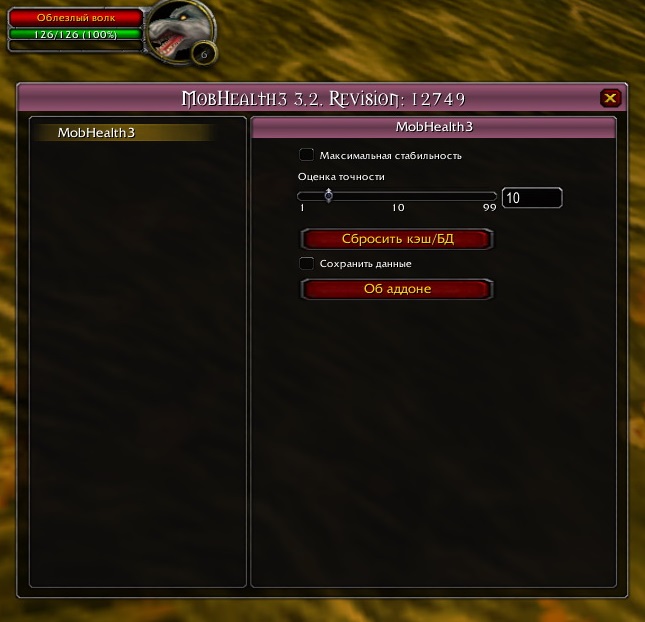 Облезлый волк
126/126 (100%)
6
MobHealth3 3.2. Revision: 12749
MobHealth3
MobHealth3
Максимальная стабильность
Оценка точности
1 10 99
10
Сбросить кэш/БД
Сохранить данные
Об аддоне